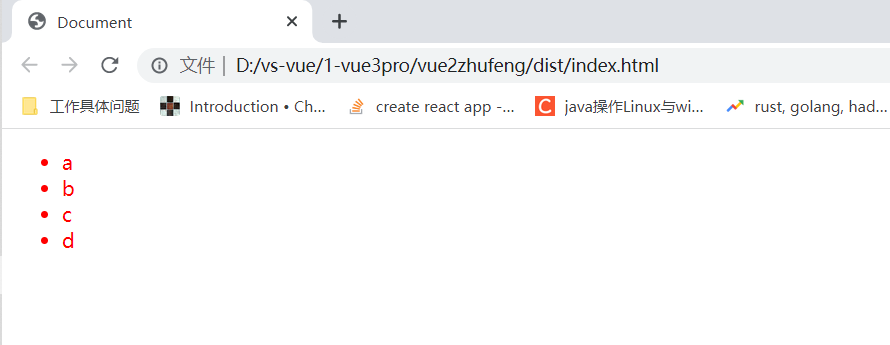 Document
文件 | D:/vs-vue/1-vue3pro/vue2zhufeng/dist/index.html
工作具体问题 Introduction • Ch... create react app -... java操作Linux与wi... rust, golang, had...
a
b
c
d